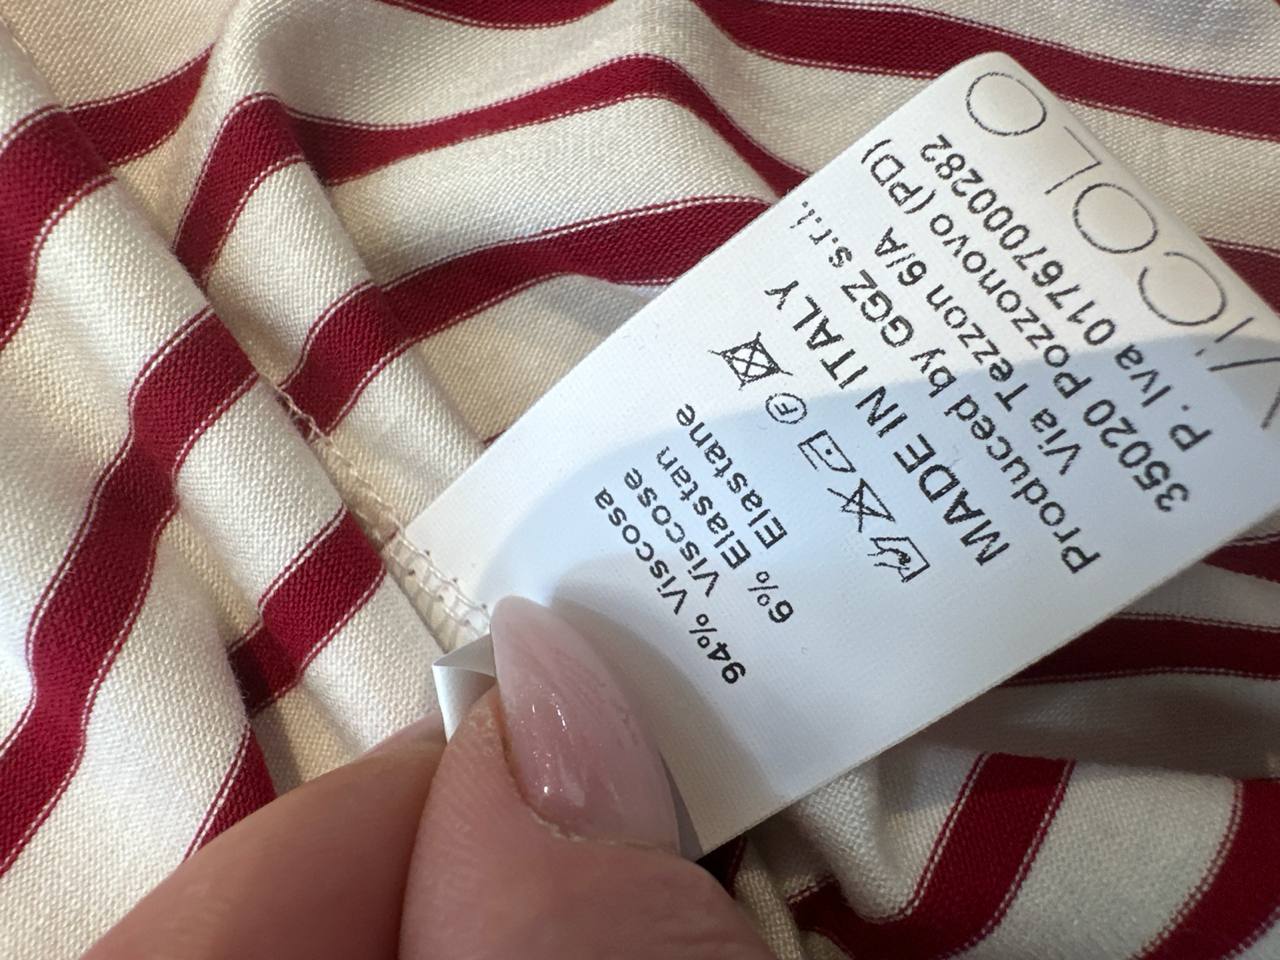 94% Viscosa
Viscose
6% Elastan
Elastane
MADE IN ITALY
Produced by GGZ s.r.l.
Via Tezzon 6/A
35020 Pozzonovo (PD)
P. Iva 01767000282